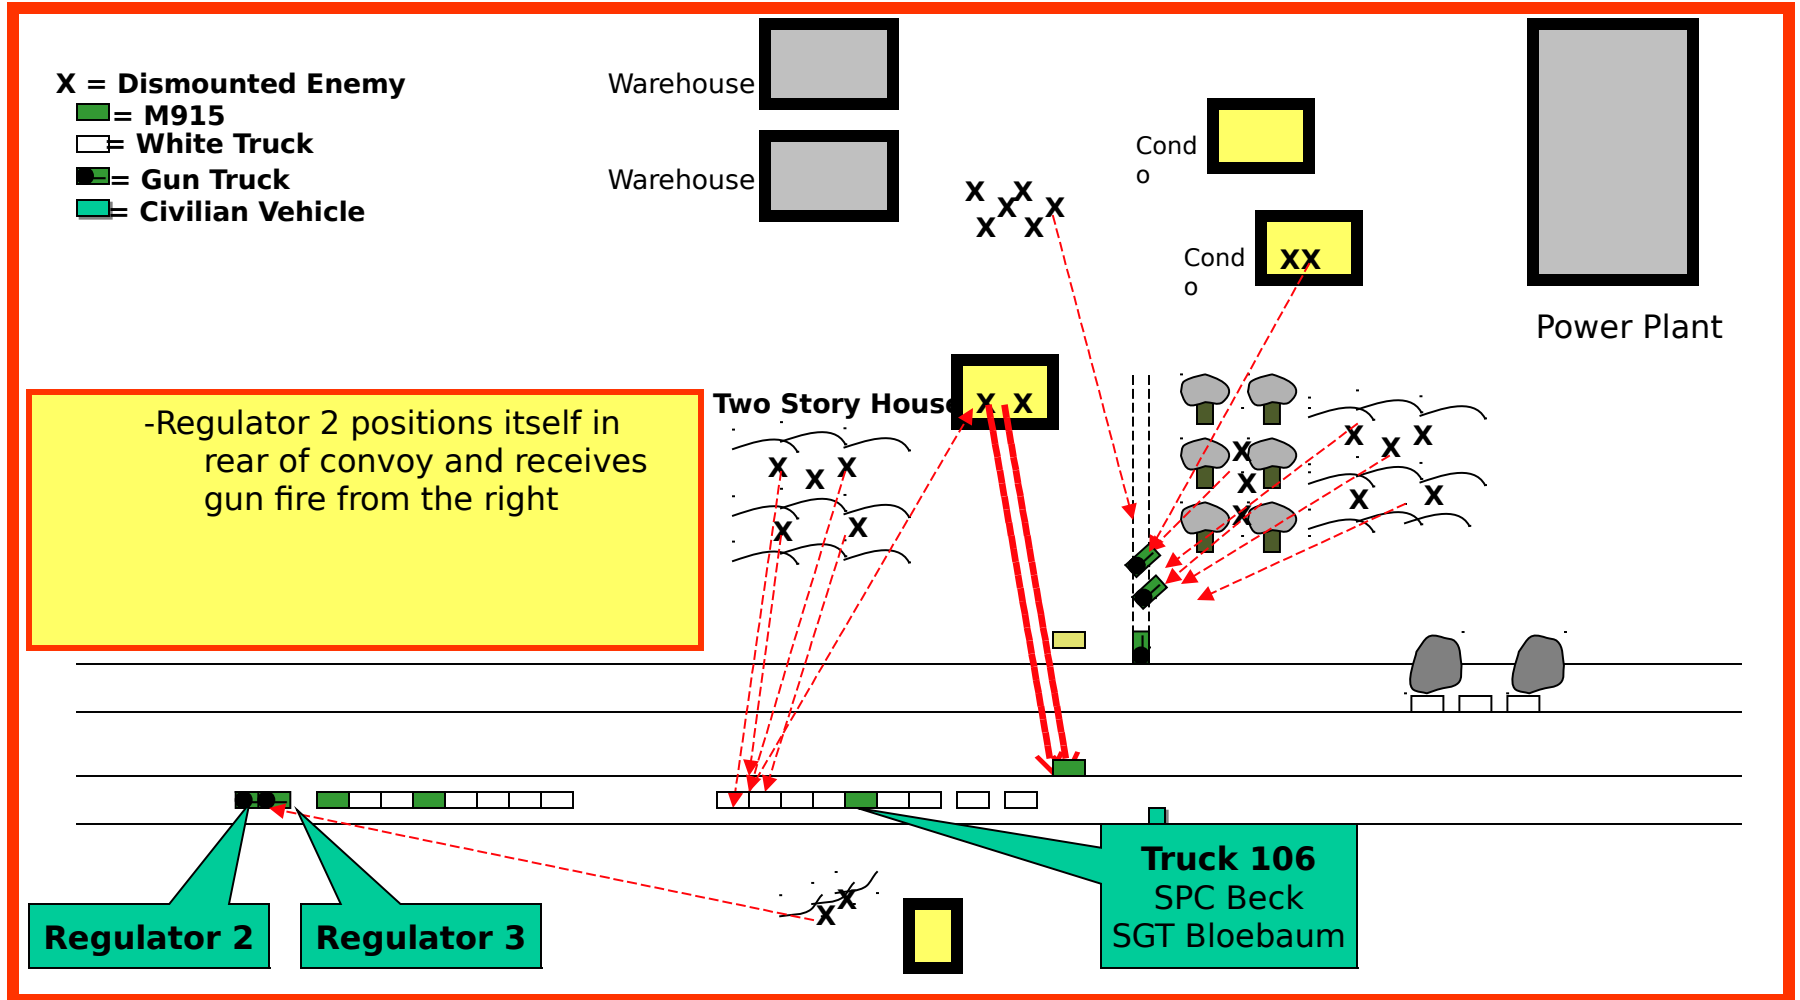 X = Dismounted Enemy
= M915
= White Truck
= Gun Truck
= Civilian Vehicle
Warehouse
Warehouse
Cond
o
Cond
o
Power Plant
X X
X X
X X
XX
Two Story House
X X
-Regulator 2 positions itself in
rear of convoy and receives
gun fire from the right
X X X
X X
X
X
X
X X X
X X
Regulator 2
Regulator 3
X X
Truck 106
SPC Beck
SGT Bloebaum